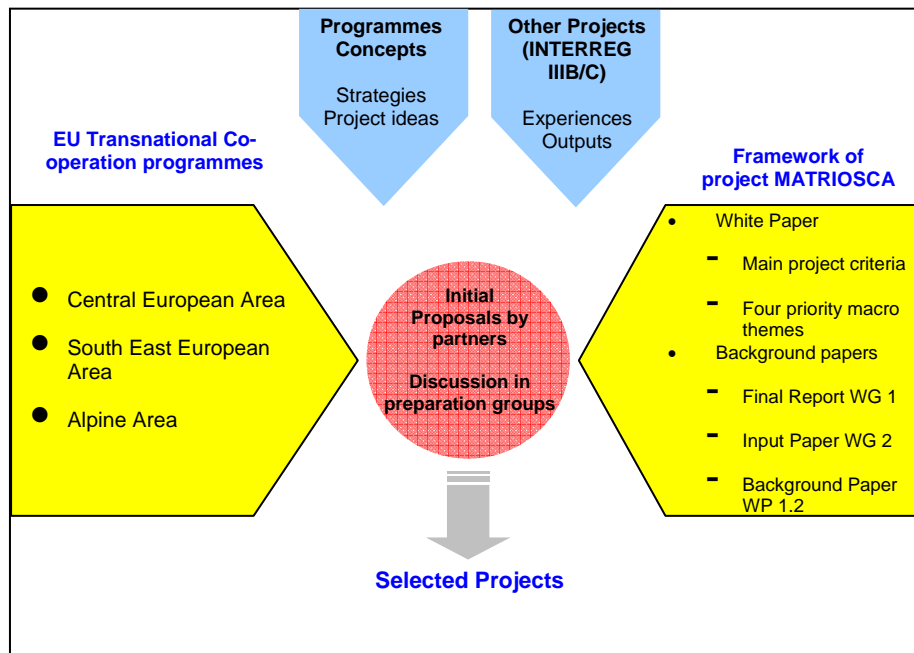 Programmes
Concepts
Strategies
Project ideas
Other Projects
(INTERREG
IIIB/C)
Experiences
Outputs
EU Transnational Co-
operation programmes
Framework of
project MATRIOSCA
● Central European Area
● South East European
Area
● Alpine Area
Initial
Proposals by
partners
Discussion in
preparation groups
• White Paper
- Main project criteria
- Four priority macro
themes
• Background papers
- Final Report WG 1
- Input Paper WG 2
- Background Paper
WP 1.2
Selected Projects